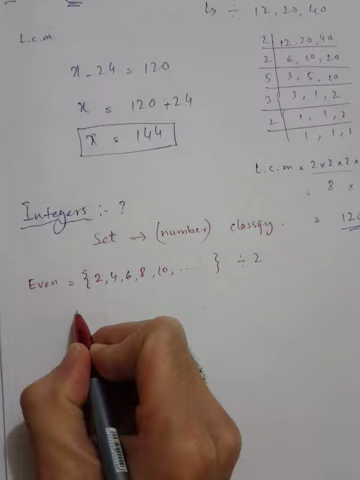 ↳ ÷ 12, 20, 40
L.c.m
x - 24 = 120
x = 120 + 24
x = 144
2 | 12, 20, 40
2 | 6, 10, 20
5 | 3, 5, 10
3 | 3, 1, 2
2 | 1, 1, 2
1, 1, 1
L.c.m = 2 x 2 x 2 x
= 8 x
= 120
Integers :- ?
Set → (number) classfy.
Even = { 2, 4, 6, 8, 10, ..... } ÷ 2